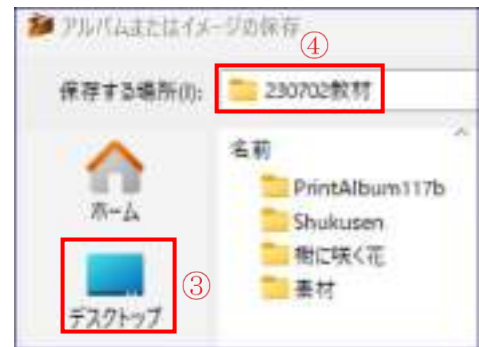 アルバムまたはイメージの保存
④
保存する場所(I):
230702教材
名前
ホーム
PrintAlbum117b
Shukusen
樹に咲く花
素材
③
デスクトップ